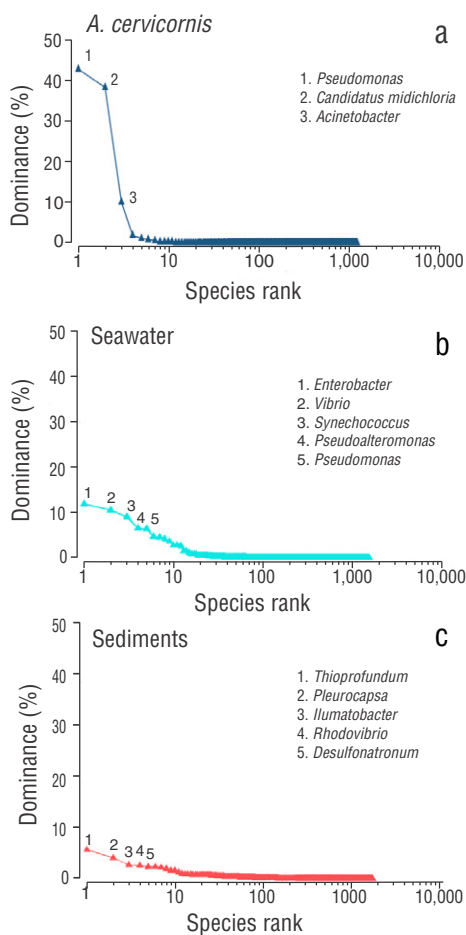 A. cervicornis
a
50
40
30
20
10
0
Dominance (%)
1
2
3
1. Pseudomonas
2. Candidatus midichloria
3. Acinetobacter
1 10 100 1,000 10,000
Species rank
Seawater
b
50
40
30
20
10
0
Dominance (%)
1
2
3
4
5
1. Enterobacter
2. Vibrio
3. Synechococcus
4. Pseudoalteromonas
5. Pseudomonas
1 10 100 1,000 10,000
Species rank
Sediments
c
50
40
30
20
10
0
Dominance (%)
1
2
3 4 5
1. Thioprofundum
2. Pleurocapsa
3. Ilumatobacter
4. Rhodovibrio
5. Desulfonatronum
1 10 100 1,000 10,000
Species rank